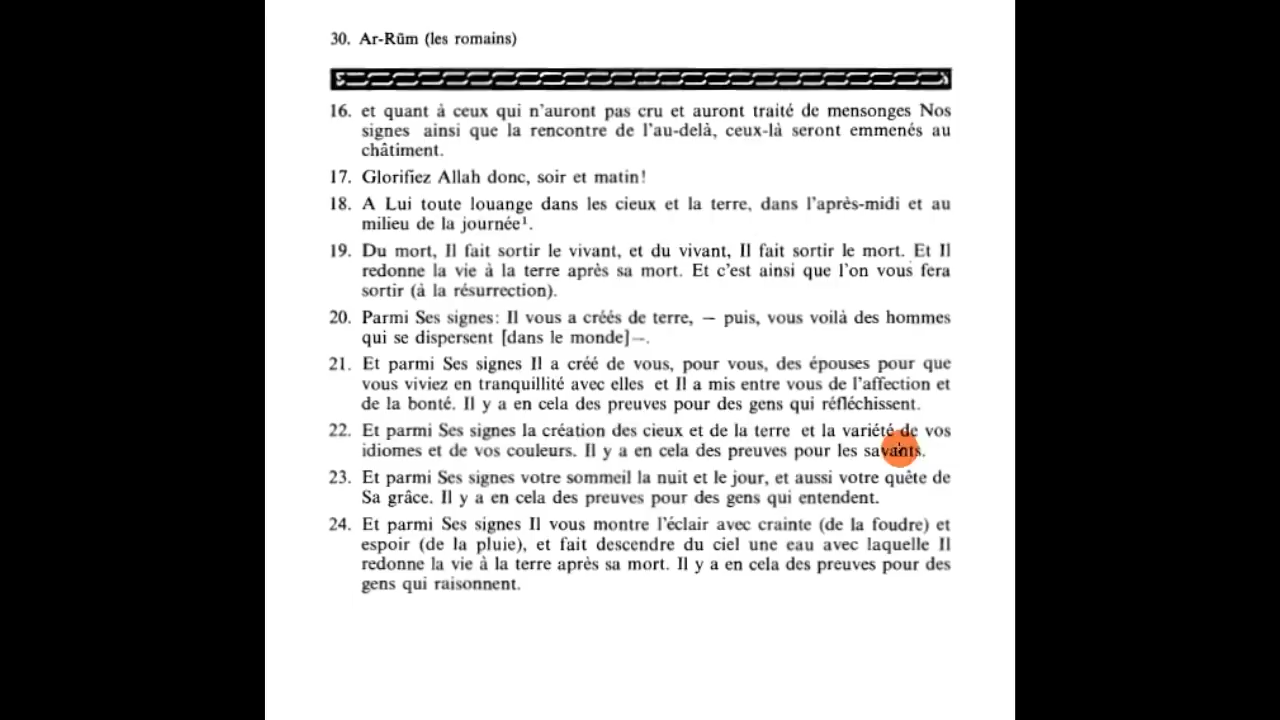 30. Ar-Rūm (les romains)
16. et quant à ceux qui n'auront pas cru et auront traité de mensonges Nos
signes ainsi que la rencontre de l'au-delà, ceux-là seront emmenés au
châtiment.
17. Glorifiez Allah donc, soir et matin!
18. A Lui toute louange dans les cieux et la terre, dans l'après-midi et au
milieu de la journée¹.
19. Du mort, Il fait sortir le vivant, et du vivant, Il fait sortir le mort. Et Il
redonne la vie à la terre après sa mort. Et c'est ainsi que l'on vous fera
sortir (à la résurrection).
20. Parmi Ses signes: Il vous a créés de terre, — puis, vous voilà des hommes
qui se dispersent [dans le monde]—.
21. Et parmi Ses signes Il a créé de vous, pour vous, des épouses pour que
vous viviez en tranquillité avec elles et Il a mis entre vous de l'affection et
de la bonté. Il y a en cela des preuves pour des gens qui réfléchissent.
22. Et parmi Ses signes la création des cieux et de la terre et la variété de vos
idiomes et de vos couleurs. Il y a en cela des preuves pour les savants.
23. Et parmi Ses signes votre sommeil la nuit et le jour, et aussi votre quête de
Sa grâce. Il y a en cela des preuves pour des gens qui entendent.
24. Et parmi Ses signes Il vous montre l'éclair avec crainte (de la foudre) et
espoir (de la pluie), et fait descendre du ciel une eau avec laquelle Il
redonne la vie à la terre après sa mort. Il y a en cela des preuves pour des
gens qui raisonnent.